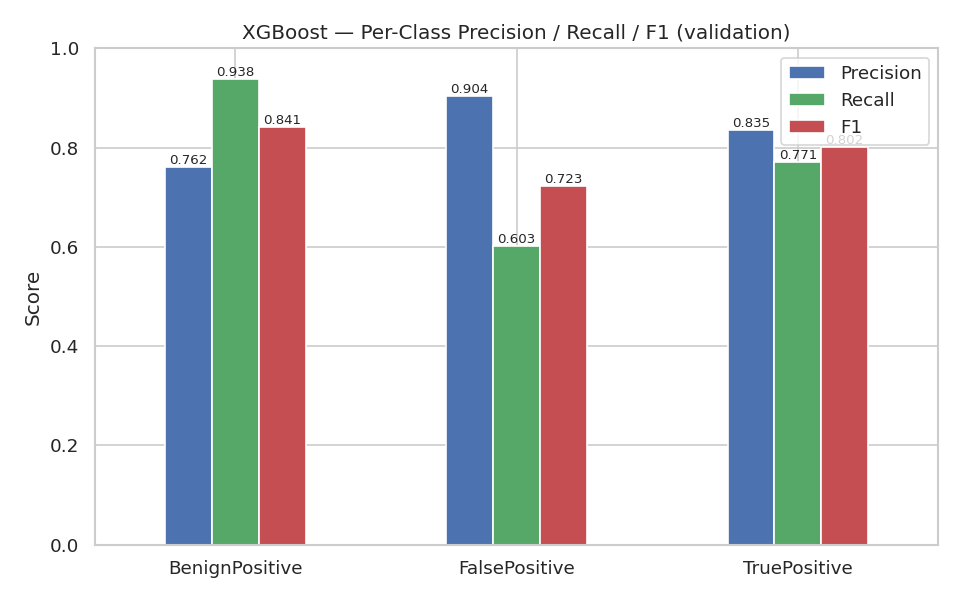 XGBoost — Per-Class Precision / Recall / F1 (validation)
1.0
0.8
0.6
0.4
0.2
0.0
Score
0.762
0.938
0.841
0.904
0.603
0.723
0.835
0.771
0.802
Precision
Recall
F1
BenignPositive
FalsePositive
TruePositive